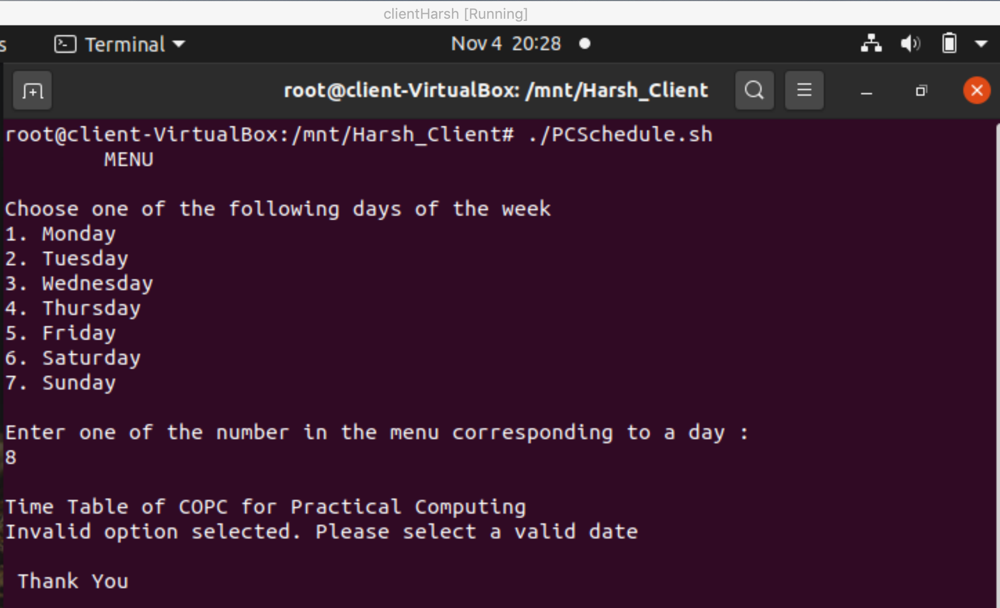 clientHarsh [Running]
s Terminal Nov 4 20:28
root@client-VirtualBox: /mnt/Harsh_Client
root@client-VirtualBox:/mnt/Harsh_Client# ./PCSchedule.sh
MENU
Choose one of the following days of the week
1. Monday
2. Tuesday
3. Wednesday
4. Thursday
5. Friday
6. Saturday
7. Sunday
Enter one of the number in the menu corresponding to a day :
8
Time Table of COPC for Practical Computing
Invalid option selected. Please select a valid date
Thank You